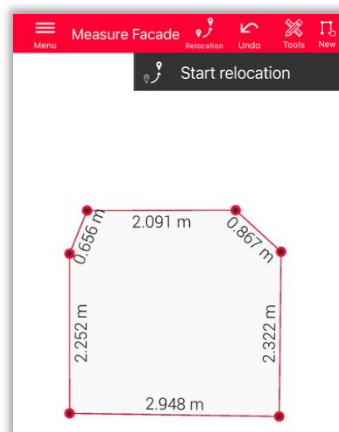 Menu
Measure Facade
Relocation
Undo
Tools
New
Start relocation
0.656 m
2.091 m
0.867 m
2.252 m
2.322 m
2.948 m